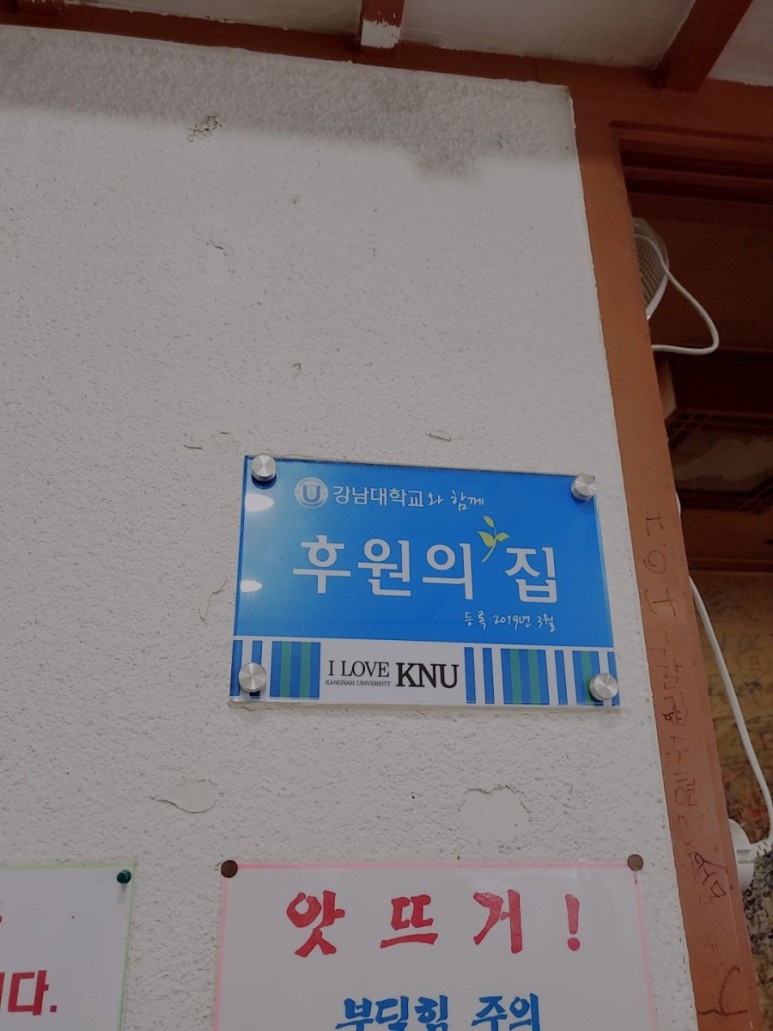 강남대학교와 함께
후원의 집
등록 2019년 3월
I LOVE KNU
KANGNAM UNIVERSITY
다.
앗 뜨거!
부딪힘 주의